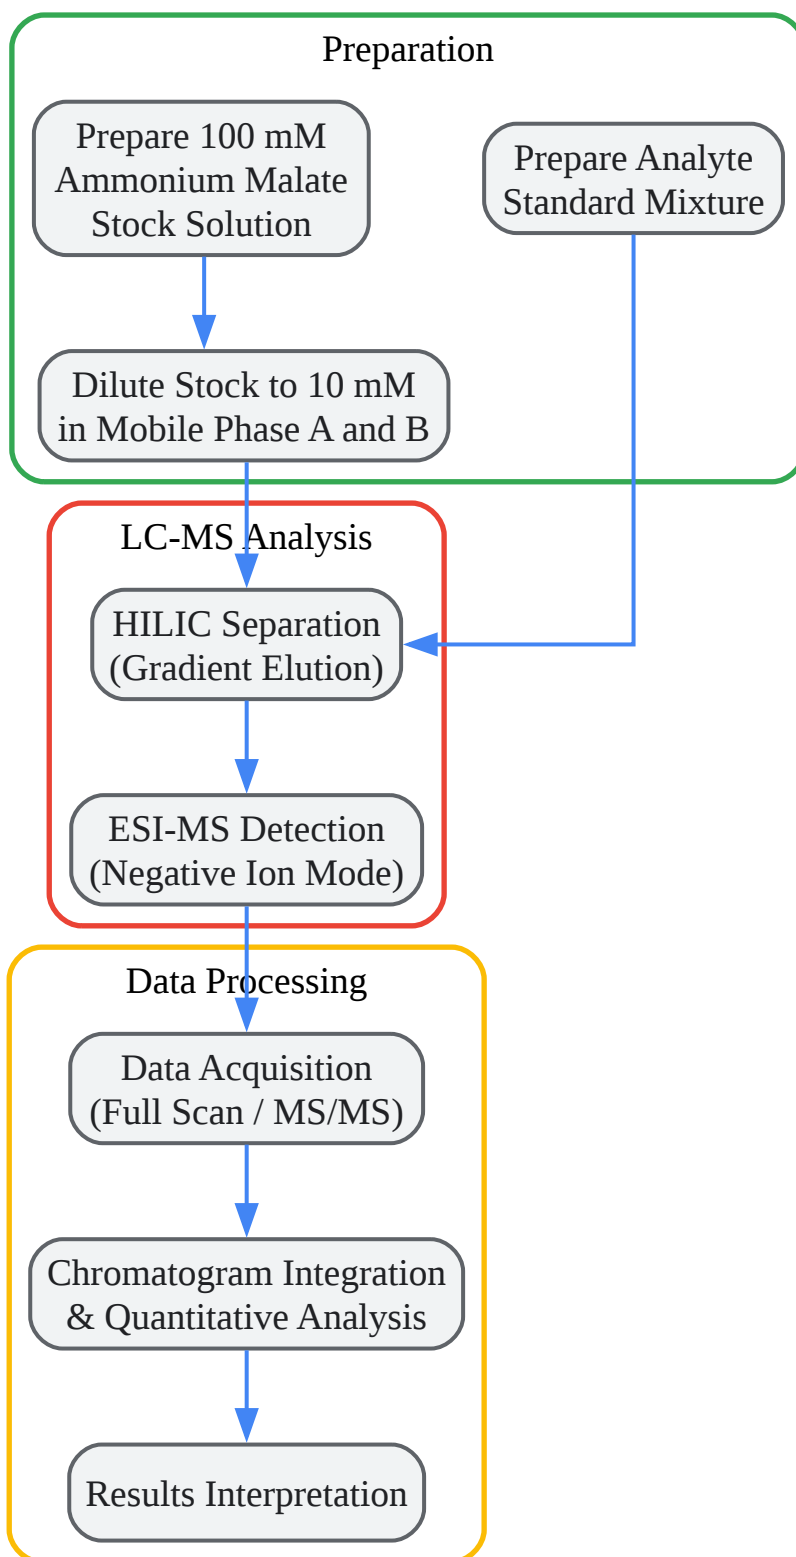 Preparation
Prepare 100 mM
Ammonium Malate
Stock Solution
Prepare Analyte
Standard Mixture
Dilute Stock to 10 mM
in Mobile Phase A and B
LC-MS Analysis
HILIC Separation
(Gradient Elution)
ESI-MS Detection
(Negative Ion Mode)
Data Processing
Data Acquisition
(Full Scan / MS/MS)
Chromatogram Integration
& Quantitative Analysis
Results Interpretation